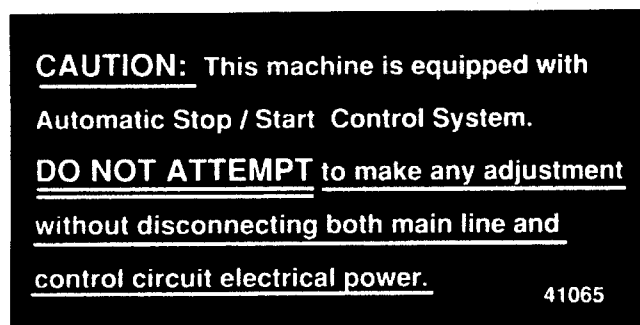 CAUTION: This machine is equipped with
Automatic Stop / Start Control System.
DO NOT ATTEMPT to make any adjustment
without disconnecting both main line and
control circuit electrical power.
41065